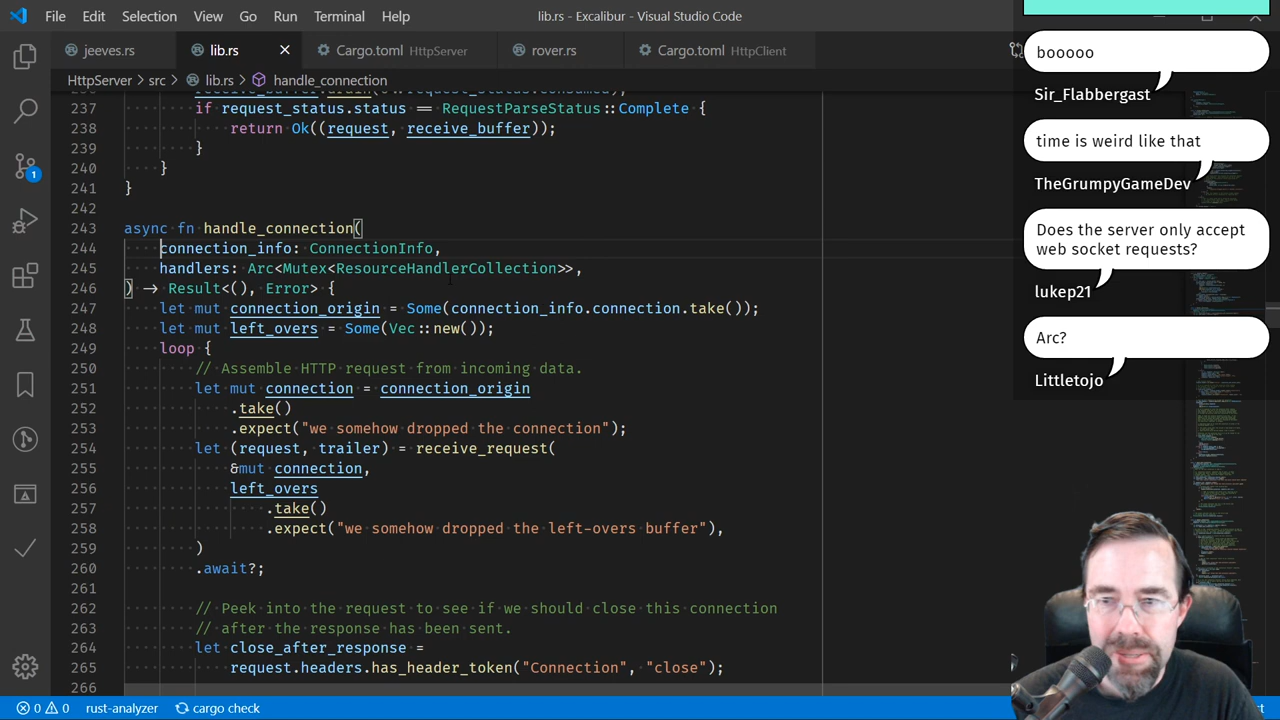 File Edit Selection View Go Run Terminal Help lib.rs - Excalibur - Visual Studio Code
jeeves.rs lib.rs Cargo.toml HttpServer rover.rs Cargo.toml HttpClient
HttpServer > src > lib.rs > handle_connection
237 if request_status.status == RequestParseStatus::Complete {
238 return Ok((request, receive_buffer));
239 }
240 }
241 }
242
243 async fn handle_connection(
244 connection_info: ConnectionInfo,
245 handlers: Arc<Mutex<ResourceHandlerCollection>>,
246 ) -> Result<(), Error> {
247 let mut connection_origin = Some(connection_info.connection.take());
248 let mut left_overs = Some(Vec::new());
249 loop {
250 // Assemble HTTP request from incoming data.
251 let mut connection = connection_origin
252 .take()
253 .expect("we somehow dropped the connection");
254 let (request, trailer) = receive_request(
255 &mut connection,
256 left_overs
257 .take()
258 .expect("we somehow dropped the left-overs buffer"),
259 )
260 .await?;
261
262 // Peek into the request to see if we should close this connection
263 // after the response has been sent.
264 let close_after_response =
265 request.headers.has_header_token("Connection", "close");
266
booooo
Sir_Flabbergast
time is weird like that
TheGrumpyGameDev
Does the server only accept
web socket requests?
lukep21
Arc?
Littletojo
1
0 0 rust-analyzer cargo check